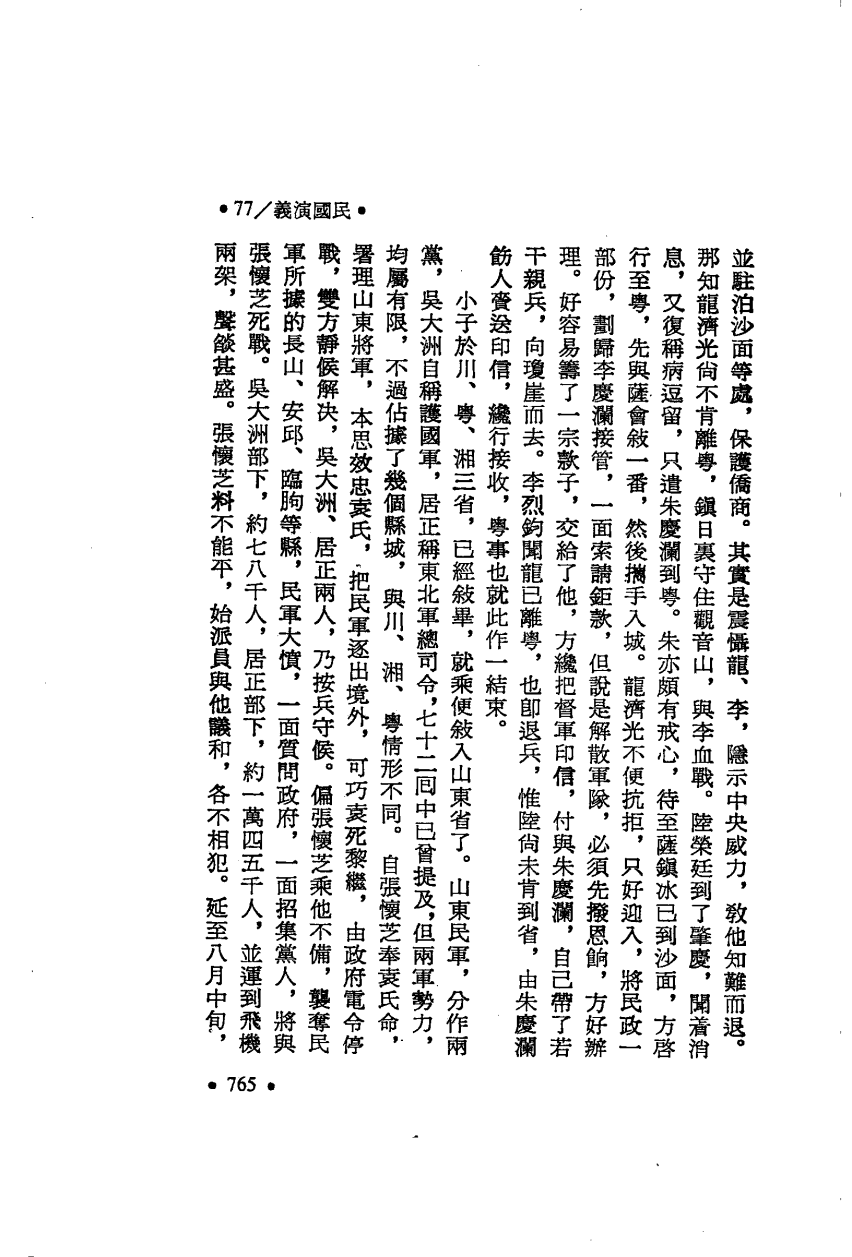 •77／義演國民•
並駐泊沙面等處，保護僑商。其實是震懾龍、李，隱示中央威力，敎他知難而退。
那知龍濟光尙不肯離粵，鎭日裏守住觀音山，與李血戰。陸榮廷到了肇慶，聞着消
息，又復稱病逗留，只遣朱慶瀾到粵。朱亦頗有戒心，待至薩鎭冰已到沙面，方啓
行至粵，先與薩會敍一番，然後攜手入城。龍濟光不便抗拒，只好迎入，將民政一
部份，劃歸李慶瀾接管，一面索請鉅款，但說是解散軍隊，必須先撥恩餉，方好辦
理。好容易籌了一宗款子，交給了他，方纔把督軍印信，付與朱慶瀾，自己帶了若
干親兵，向瓊崖而去。李烈鈞聞龍已離粵，也卽退兵，惟陸尙未肯到省，由朱慶瀾
飭人賫送印信，纔行接收，粵事也就此作一結束。
小子於川、粵、湘三省，已經敍畢，就乘便敍入山東省了。山東民軍，分作兩
黨，吳大洲自稱護國軍，居正稱東北軍總司令，七十二囘中已曾提及，但兩軍勢力，
均屬有限，不過佔據了幾個縣城，與川、湘、粵情形不同。自張懷芝奉袁氏命，
署理山東將軍，本思效忠袁氏，把民軍逐出境外，可巧袁死黎繼，由政府電令停
戰，雙方靜候解決，吳大洲、居正兩人，乃按兵守候。偏張懷芝乘他不備，襲奪民
軍所據的長山、安邱、臨朐等縣，民軍大憤，一面質問政府，一面招集黨人，將與
張懷芝死戰。吳大洲部下，約七八千人，居正部下，約一萬四五千人，並運到飛機
兩架，聲燄甚盛。張懷芝料不能平，始派員與他議和，各不相犯。延至八月中旬，
•765•